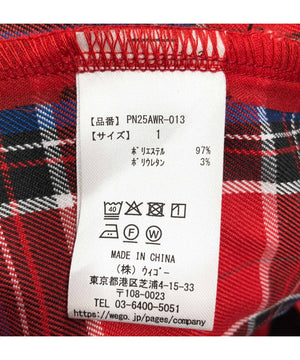 【品番】 PN25AWR-013
【サイズ】
1
ポリエステル 97%
ポリウレタン 3%
40
F W
MADE IN CHINA
(株) ウィゴー
東京都港区芝浦4-15-33
〒108-0023
03-6400-5051
https://wego.jp/pages/company